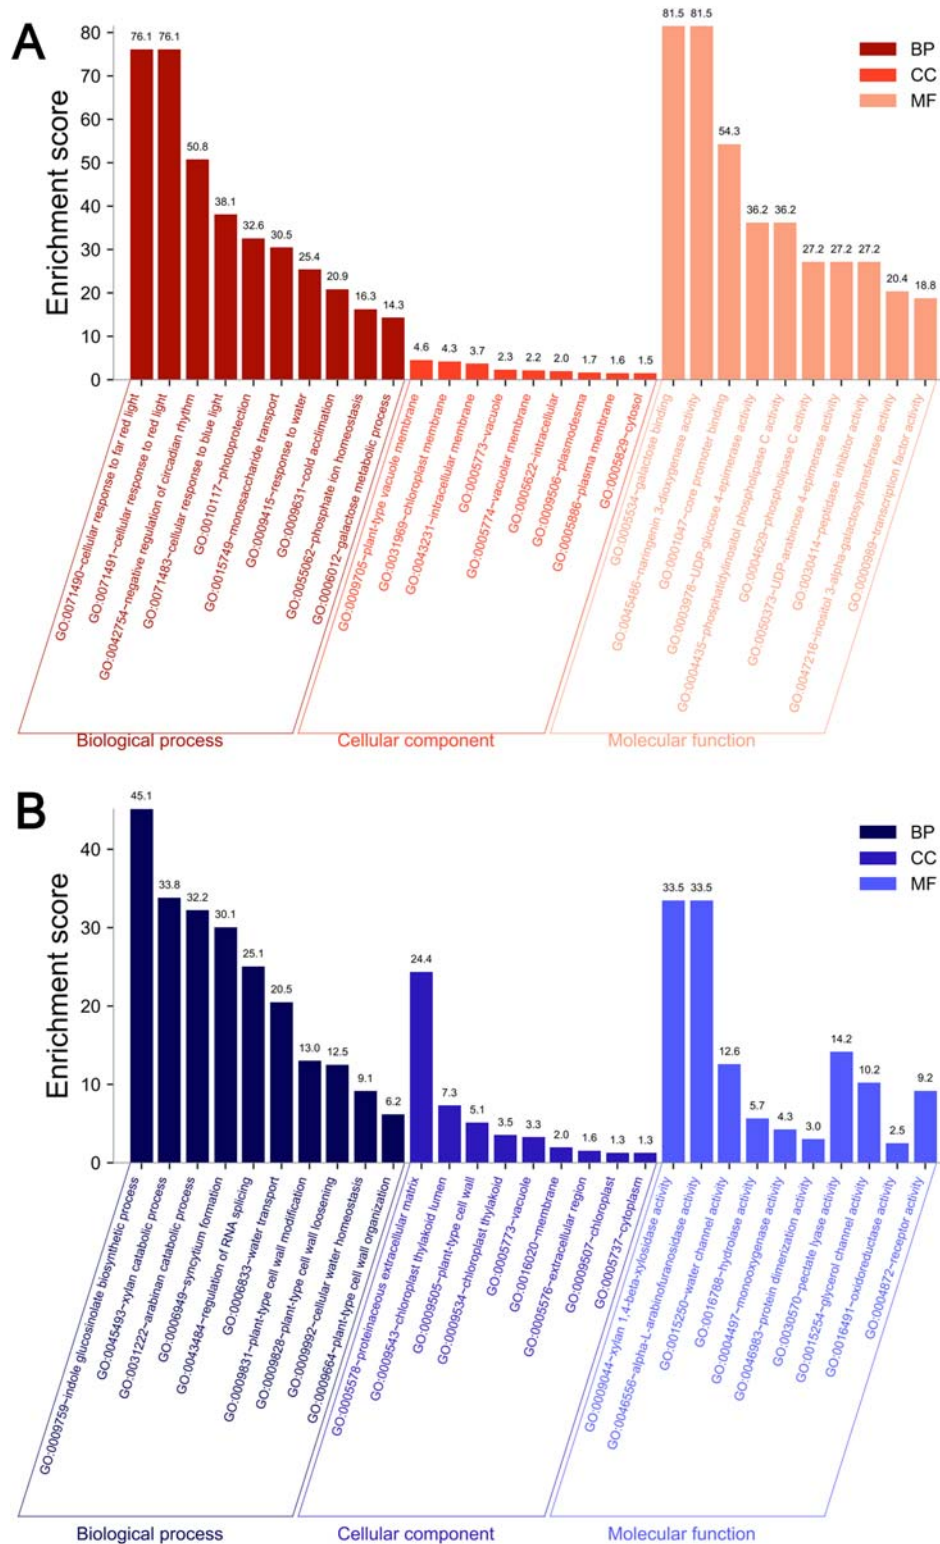 A
Enrichment score
80
70
60
50
40
30
20
10
0
76.1
76.1
50.8
38.1
32.6
30.5
25.4
20.9
16.3
14.3
4.6
4.3
3.7
2.3
2.2
2.0
1.7
1.6
1.5
81.5
81.5
54.3
36.2
36.2
27.2
27.2
27.2
20.4
18.8
BP
CC
MF
GO:0071490~cellular response to far red light
GO:0071491~cellular response to red light
GO:0042754~negative regulation of circadian rhythm
GO:0071483~cellular response to blue light
GO:0010117~photoprotection
GO:0015749~monosaccharide transport
GO:0009415~response to water
GO:0009631~cold acclimation
GO:0055062~phosphate ion homeostasis
GO:0006012~galactose metabolic process
GO:0009705~plant-type vacuole membrane
GO:0031969~chloroplast membrane
GO:0043231~intracellular membrane
GO:0005773~vacuole
GO:0005774~vacuolar membrane
GO:0005622~intracellular
GO:0009506~plasmodesma
GO:0005886~plasma membrane
GO:0005829~cytosol
GO:0005534~galactose binding
GO:0045486~naringenin 3-dioxygenase activity
GO:0001047~core promoter binding
GO:0003978~UDP-glucose 4-epimerase activity
GO:0004435~phosphatidylinositol phospholipase C activity
GO:0004629~phospholipase C activity
GO:0050373~UDP-arabinose 4-epimerase activity
GO:0030414~peptidase inhibitor activity
GO:0047216~inositol 3-alpha-galactosyltransferase activity
GO:0000989~transcription factor activity
Biological process
Cellular component
Molecular function
B
Enrichment score
40
30
20
10
0
45.1
33.8
32.2
30.1
25.1
20.5
13.0
12.5
9.1
6.2
24.4
7.3
5.1
3.5
3.3
2.0
1.6
1.3
1.3
33.5
33.5
12.6
5.7
4.3
3.0
14.2
10.2
2.5
9.2
BP
CC
MF
GO:0009759~indole glucosinolate biosynthetic process
GO:0045493~xylan catabolic process
GO:0031222~arabinan catabolic process
GO:0006949~syncytium formation
GO:0043484~regulation of RNA splicing
GO:0006833~water transport
GO:0009831~plant-type cell wall modification
GO:0009828~plant-type cell wall loosening
GO:0009992~cellular water homeostasis
GO:0009664~plant-type cell wall organization
GO:0005578~proteinaceous extracellular matrix
GO:0009543~chloroplast thylakoid lumen
GO:0009505~plant-type cell wall
GO:0009534~chloroplast thylakoid
GO:0005773~vacuole
GO:0016020~membrane
GO:0005576~extracellular region
GO:0009507~chloroplast
GO:0005737~cytoplasm
GO:0009044~xylan 1,4-beta-xylosidase activity
GO:0046556~alpha-L-arabinofuranosidase activity
GO:0015250~water channel activity
GO:0016788~hydrolase activity
GO:0004497~monooxygenase activity
GO:0046983~protein dimerization activity
GO:0030570~pectate lyase activity
GO:0015254~glycerol channel activity
GO:0016491~oxidoreductase activity
GO:0004872~receptor activity
Biological process
Cellular component
Molecular function